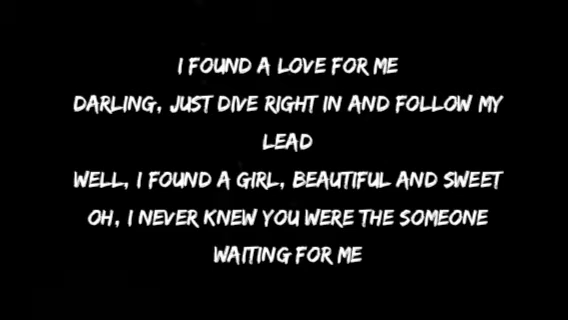 I FOUND A LOVE FOR ME
DARLING, JUST DIVE RIGHT IN AND FOLLOW MY
LEAD
WELL, I FOUND A GIRL, BEAUTIFUL AND SWEET
OH, I NEVER KNEW YOU WERE THE SOMEONE
WAITING FOR ME